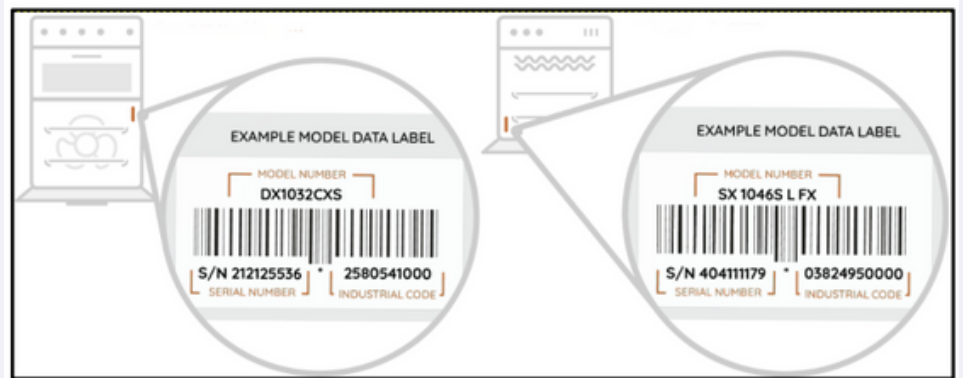 EXAMPLE MODEL DATA LABEL
MODEL NUMBER
DX1032CXS
S/N 212125536 * 2580541000
SERIAL NUMBER INDUSTRIAL CODE
EXAMPLE MODEL DATA LABEL
MODEL NUMBER
SX 1046S L FX
S/N 404111179 * 03824950000
SERIAL NUMBER INDUSTRIAL CODE